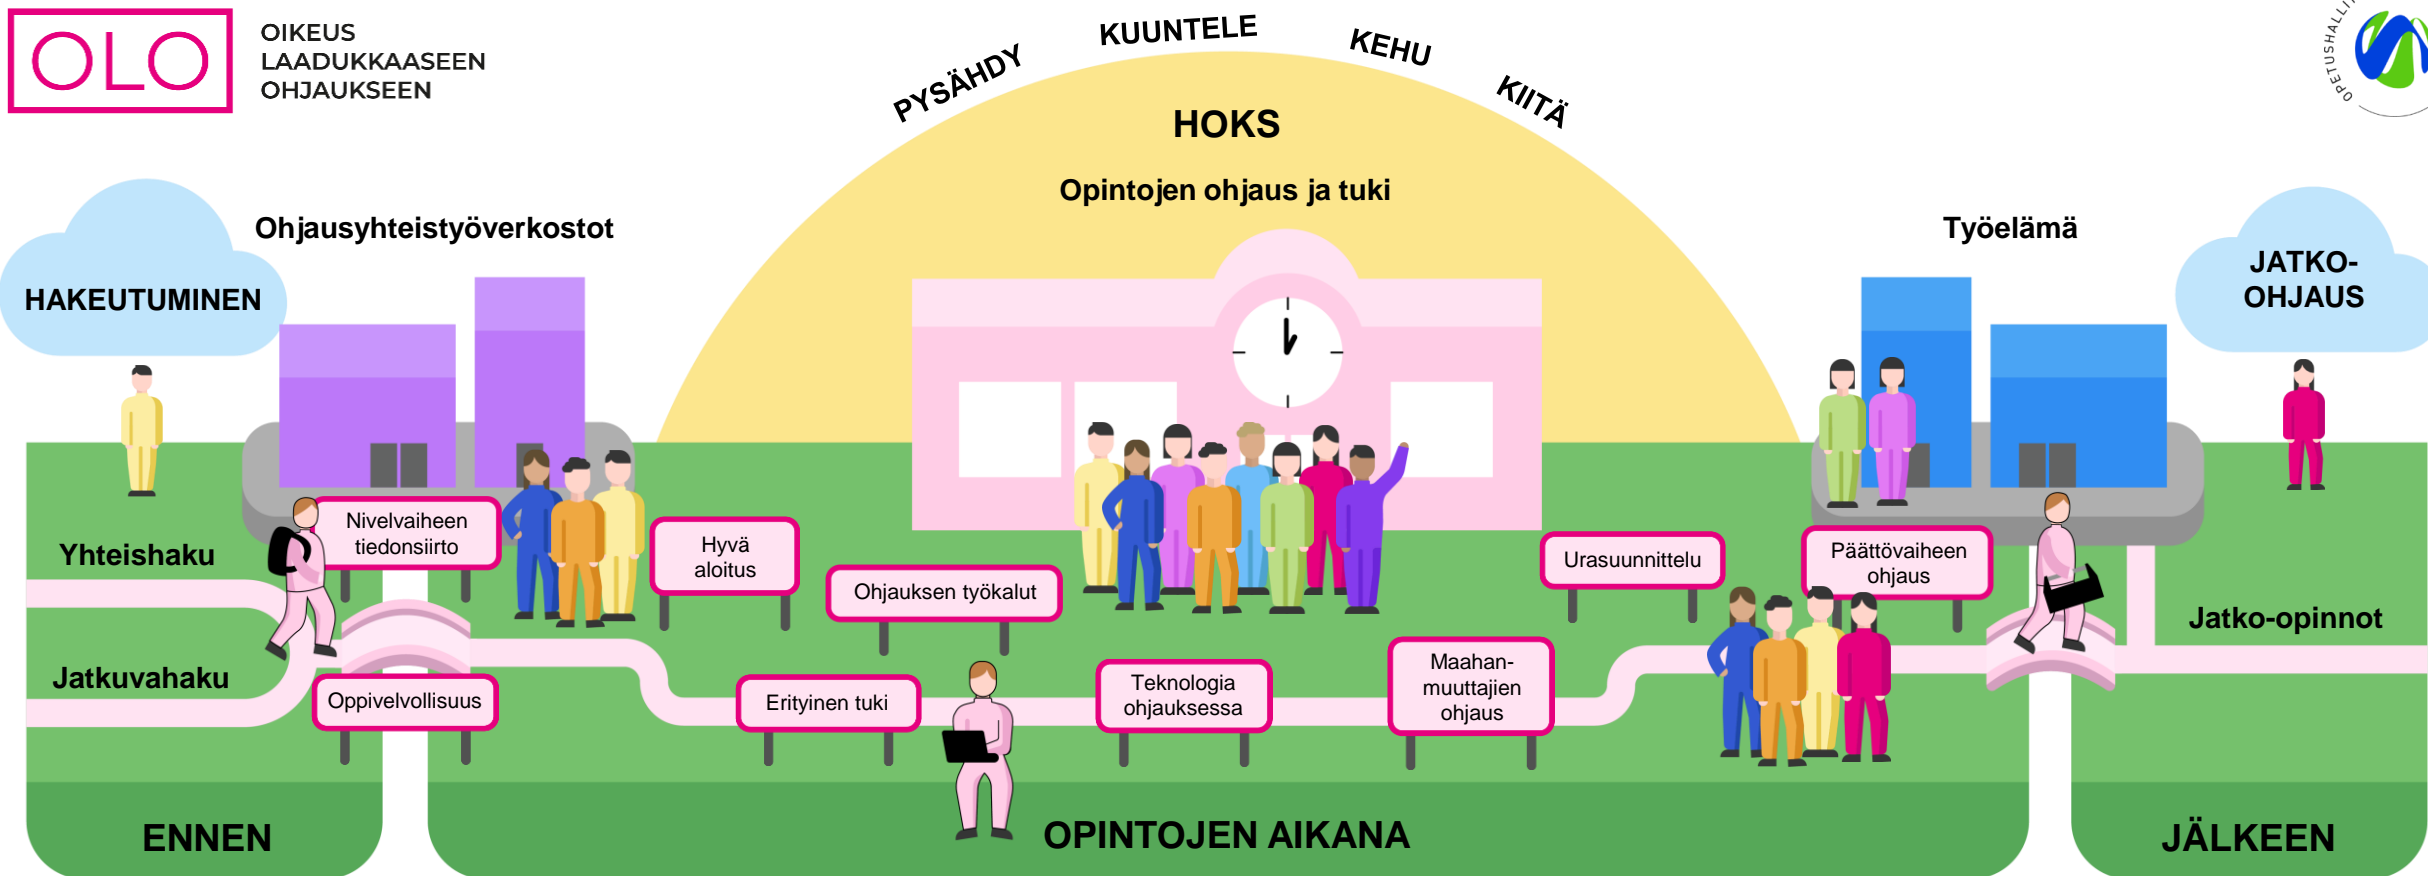 OLO
OIKEUS
LAADUKKAASEEN
OHJAUKSEEN
PYSÄHDY
KUUNTELE
KEHU
KIITÄ
HOKS
Opintojen ohjaus ja tuki
Ohjausyhteistyöverkostot
Työelämä
HAKEUTUMINEN
JATKO-
OHJAUS
Nivelvaiheen
tiedonsiirto
Yhteishaku
Hyvä
aloitus
Ohjauksen työkalut
Urasuunnittelu
Päättövaiheen
ohjaus
Jatko-opinnot
Jatkuvahaku
Oppivelvollisuus
Erityinen tuki
Teknologia
ohjauksessa
Maahan-
muuttajien
ohjaus
ENNEN
OPINTOJEN AIKANA
JÄLKEEN